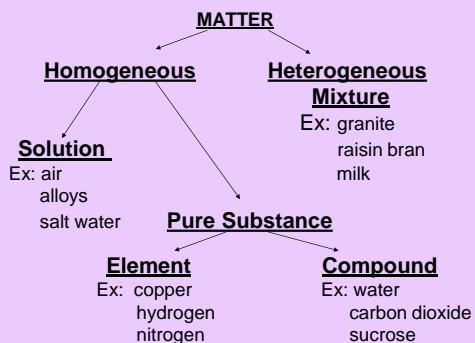 MATTER
Homogeneous
Heterogeneous
Mixture
Ex: granite
raisin bran
milk
Solution
Ex: air
alloys
salt water
Pure Substance
Element
Ex: copper
hydrogen
nitrogen
Compound
Ex: water
carbon dioxide
sucrose